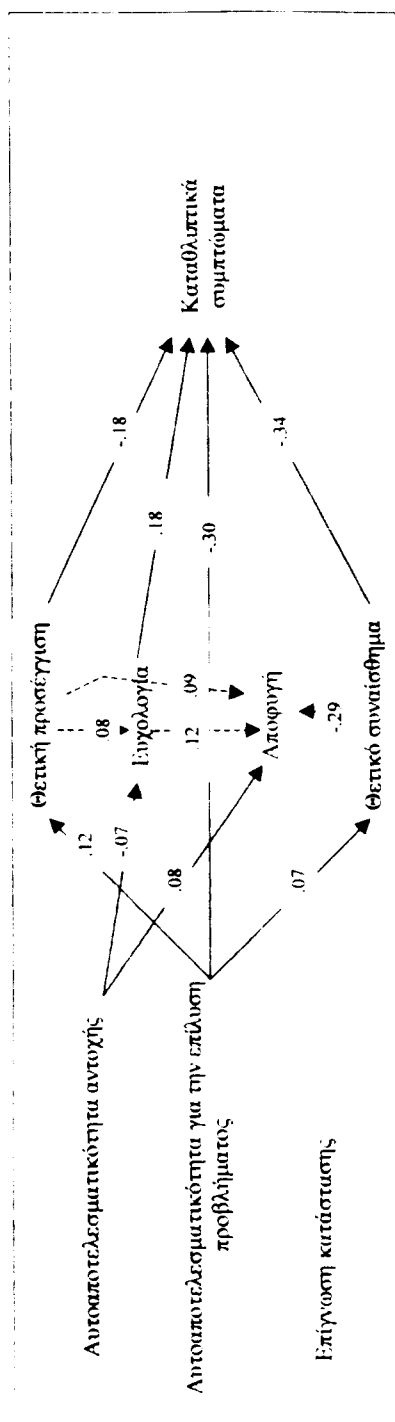 Αυτοαποτελεσματικότητα αντοχής
Αυτοαποτελεσματικότητα για την επίλυση
προβλήματος
Επίγνωση κατάστασης
.12
-.07
.08
.07
Θετική προσέγγιση
.08
.09
Ευχολογία
.12
Αποφυγή
-.29
Θετικό συναίσθημα
-.18
.18
-.30
-.34
Καταθλιπτικά
συμπτώματα